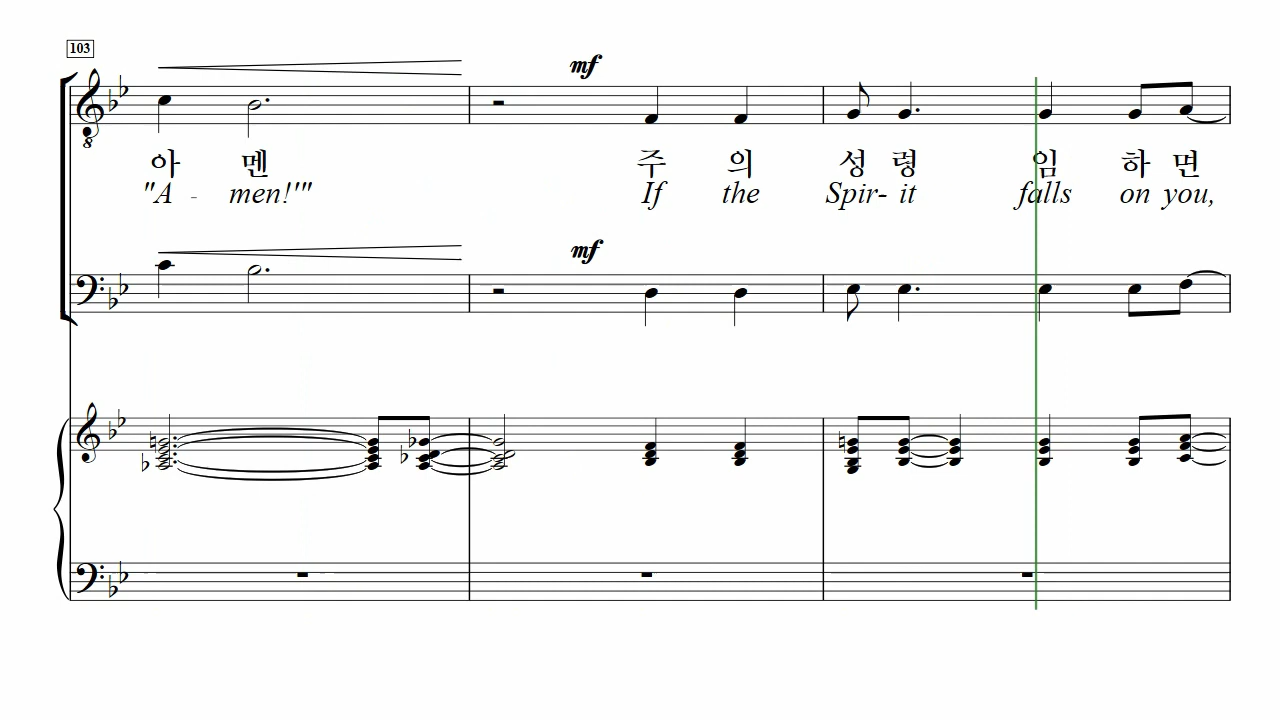 103
mf
8
아 멘 주 의 성 령 임 하 면
"A - men!'" If the Spir- it falls on you,
mf